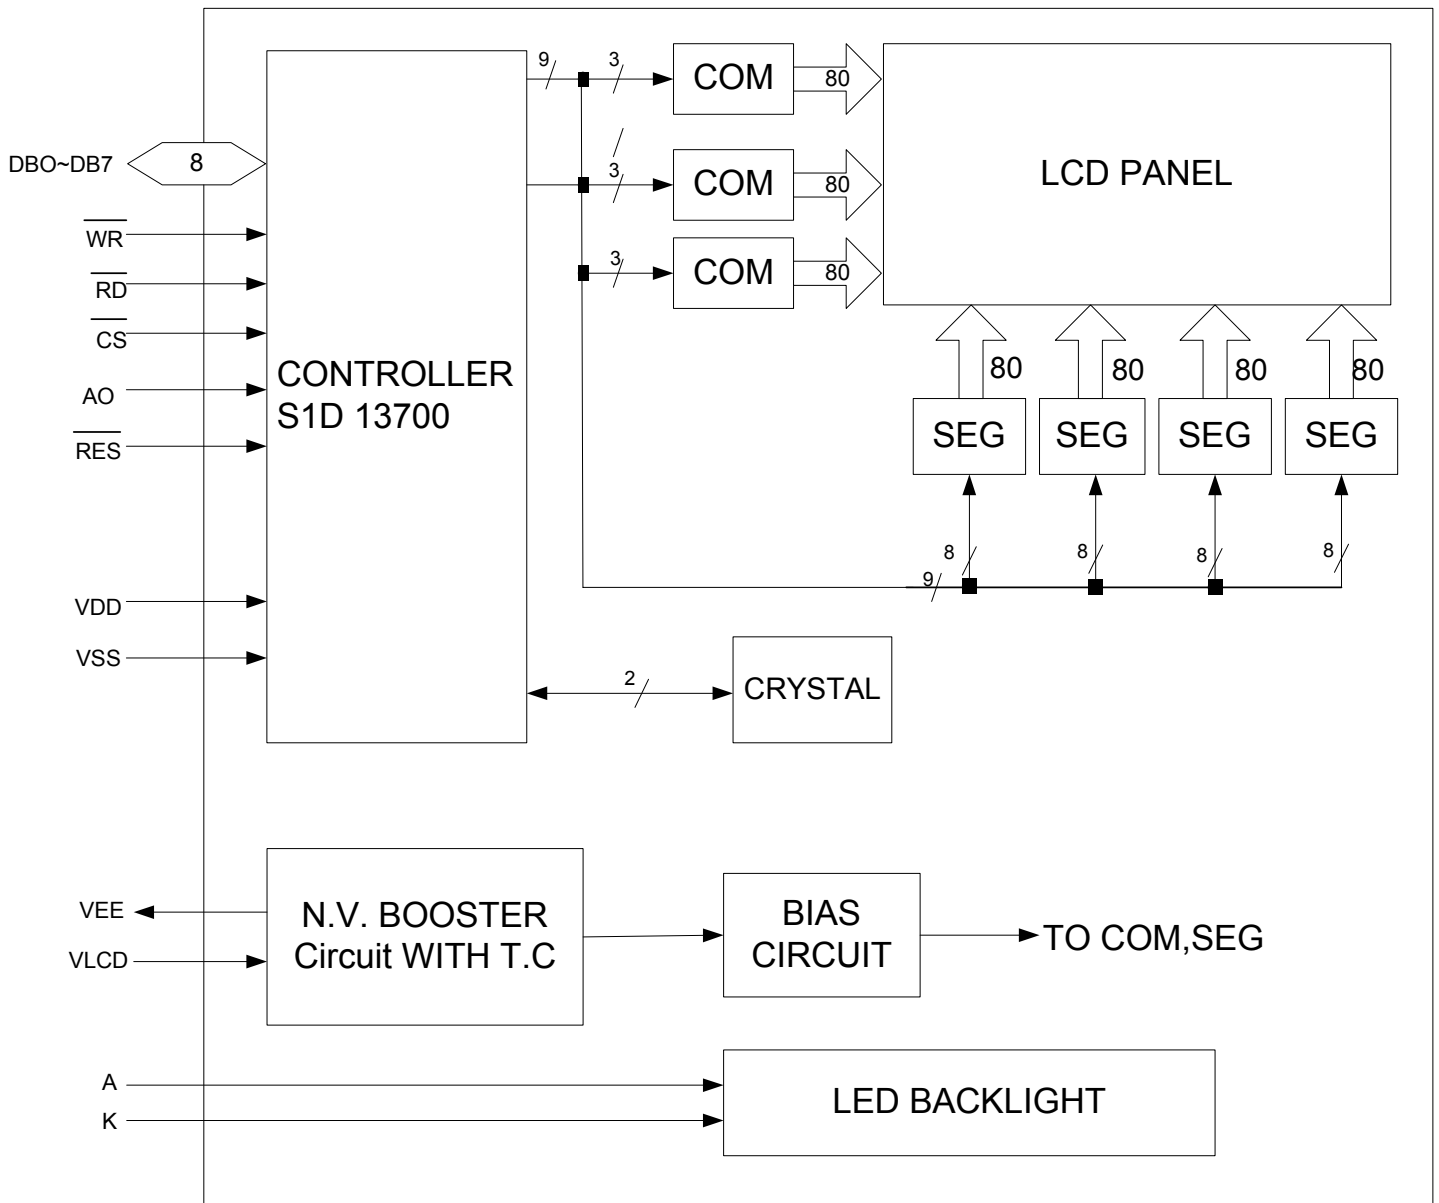 9
3
COM
80
DBO~DB7
8
3
COM
80
LCD PANEL
WR
3
COM
80
RD
CS
CONTROLLER
S1D 13700
AO
RES
80
80
80
80
SEG
SEG
SEG
SEG
8
8
8
8
9
VDD
VSS
2
CRYSTAL
VEE
VLCD
N.V. BOOSTER
Circuit WITH T.C
BIAS
CIRCUIT
TO COM,SEG
A
K
LED BACKLIGHT